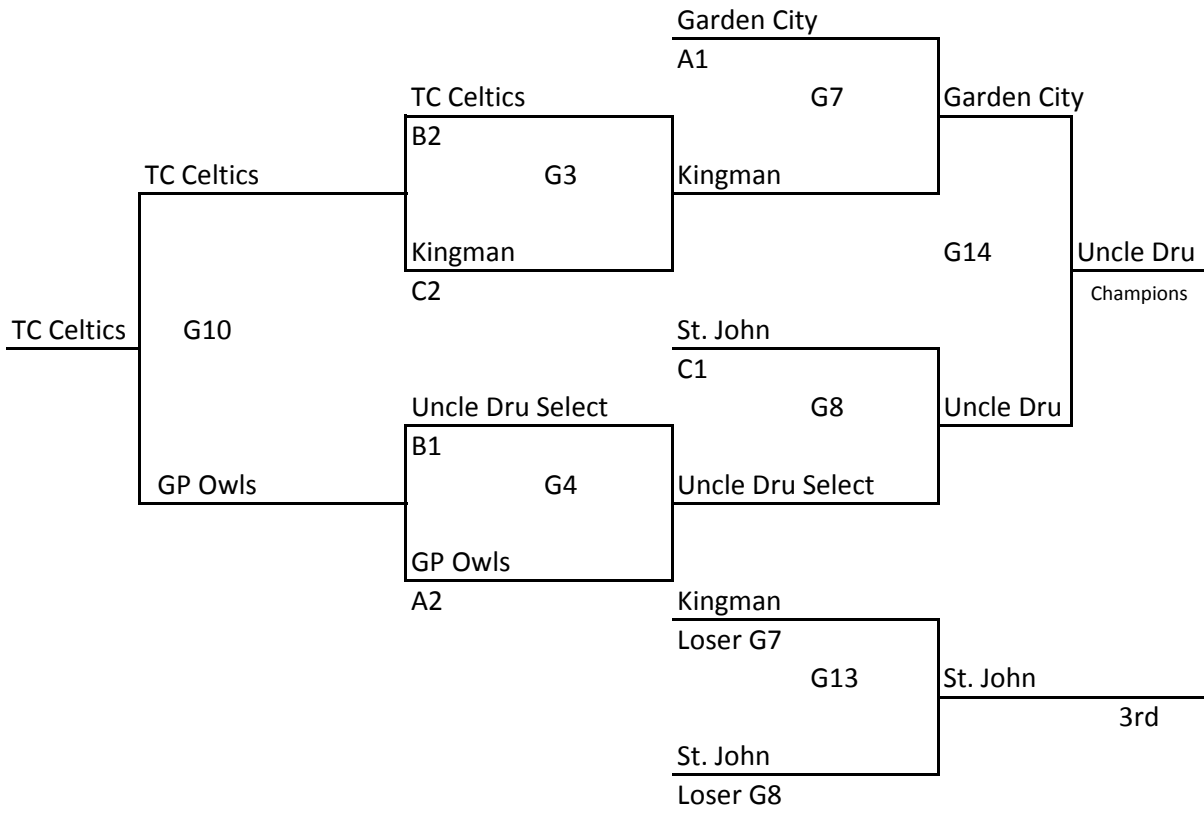 Garden City
A1
TC Celtics
G7
Garden City
B2
TC Celtics
G3
Kingman
Kingman
G14
Uncle Dru
C2
Champions
TC Celtics
G10
St. John
C1
Uncle Dru Select
G8
Uncle Dru
B1
GP Owls
G4
Uncle Dru Select
GP Owls
A2
Kingman
Loser G7
G13
St. John
3rd
St. John
Loser G8